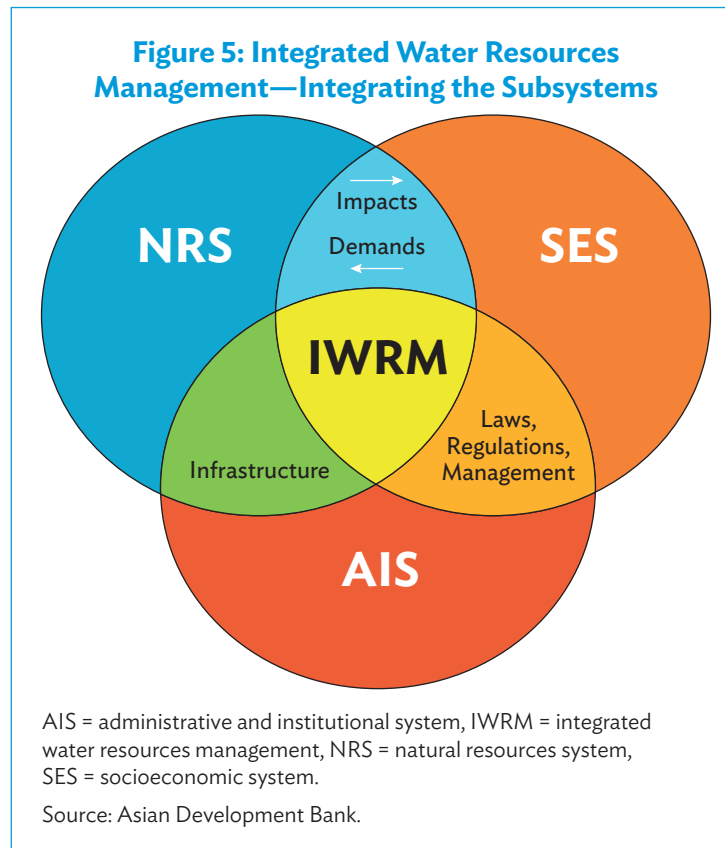 Figure 5: Integrated Water Resources
Management—Integrating the Subsystems
Impacts
NRS
Demands
SES
IWRM
Laws,
Regulations,
Management
Infrastructure
AIS
AIS = administrative and institutional system, IWRM = integrated
water resources management, NRS = natural resources system,
SES = socioeconomic system.
Source: Asian Development Bank.